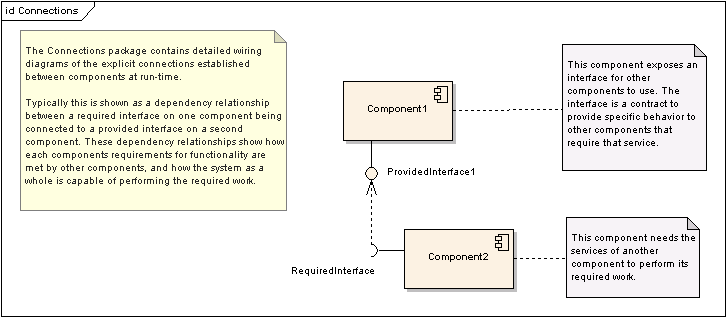 id Connections
The Connections package contains detailed wiring
diagrams of the explicit connections established
between components at run-time.
Typically this is shown as a dependency relationship
between a required interface on one component being
connected to a provided interface on a second
component. These dependency relationships show how
each components requirements for functionality are
met by other components, and how the system as a
whole is capable of performing the required work.
Component1
This component exposes an
interface for other
components to use. The
interface is a contract to
provide specific behavior to
other components that
require that service.
ProvidedInterface1
RequiredInterface
Component2
This component needs the
services of another
component to perform its
required work.